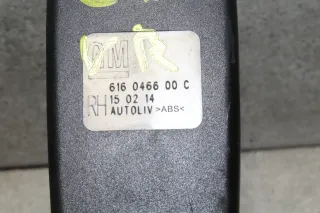 GM
616 0466 00 C
RH 15 02 14
AUTOLIV >ABS<